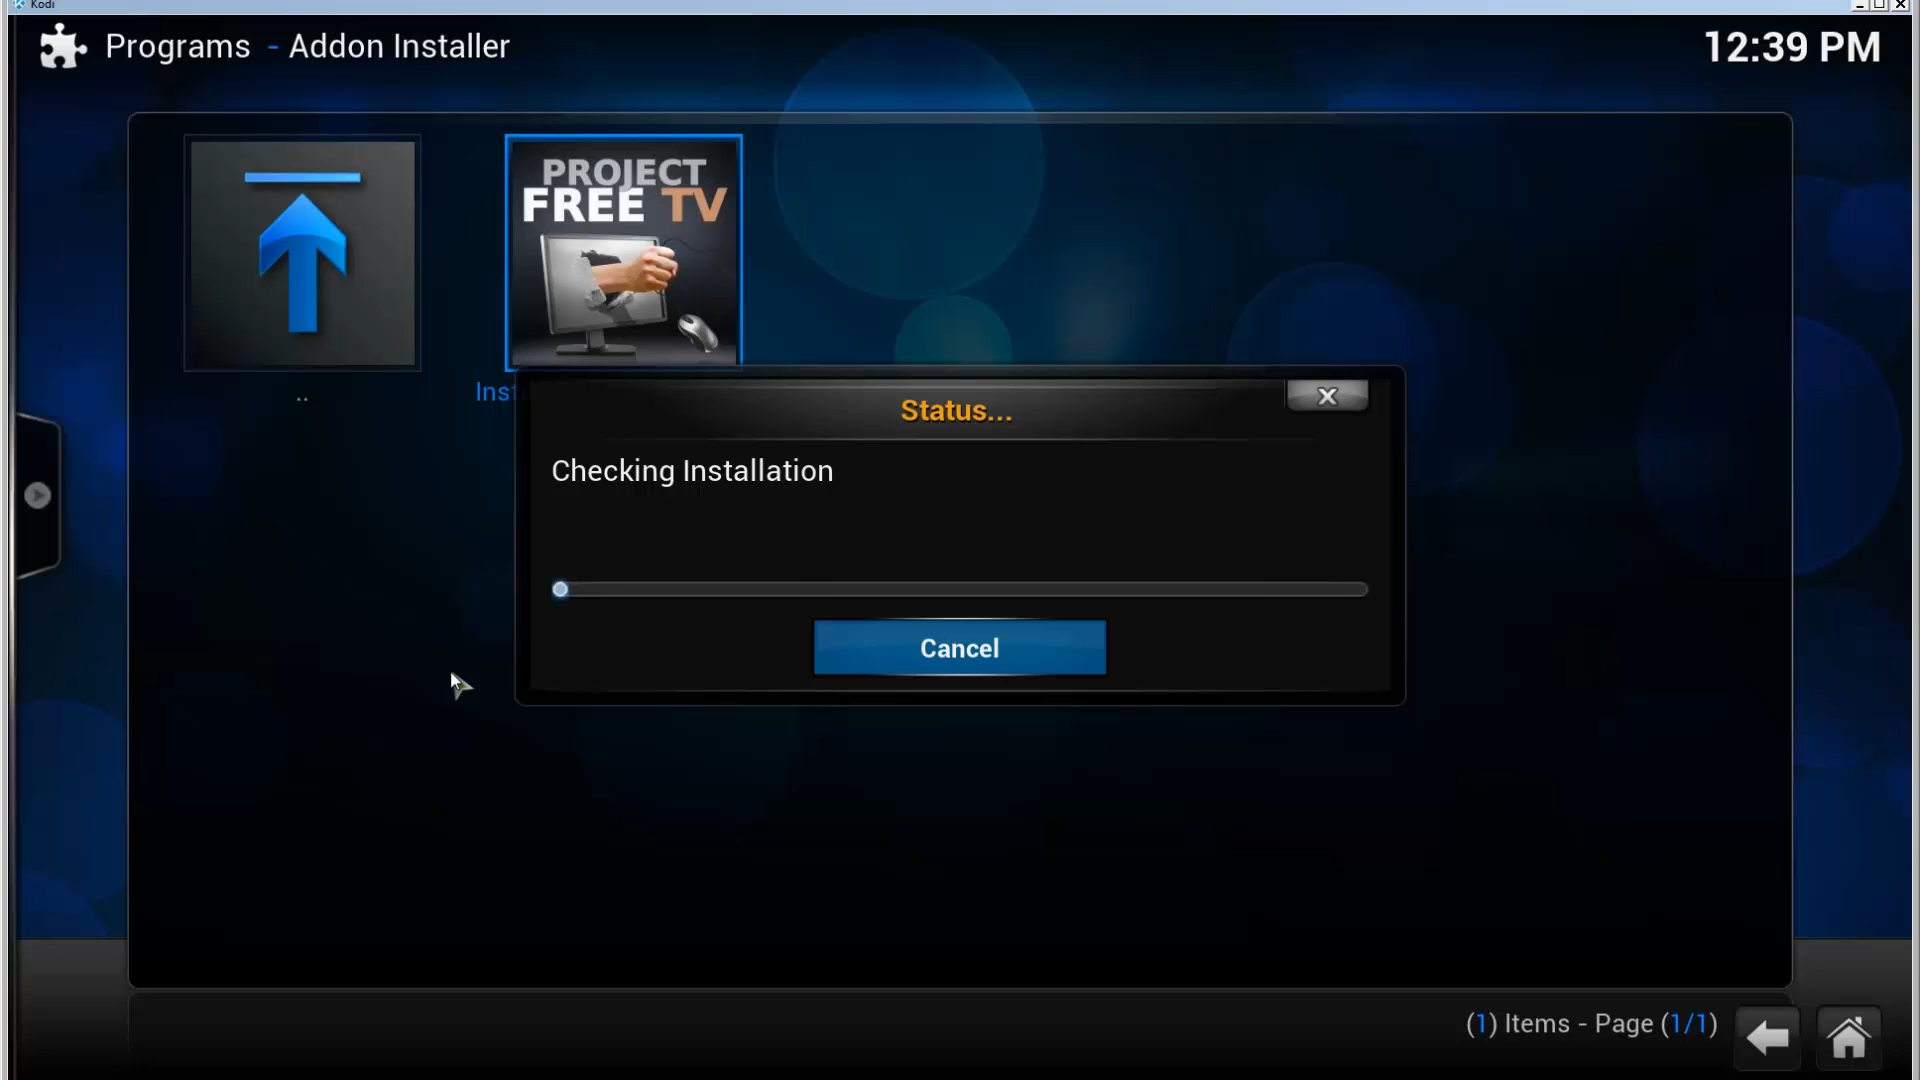 Kodi
Programs - Addon Installer
12:39 PM
PROJECT
FREE TV
..
Inst
Status...
Checking Installation
Cancel
(1) Items - Page (1/1)